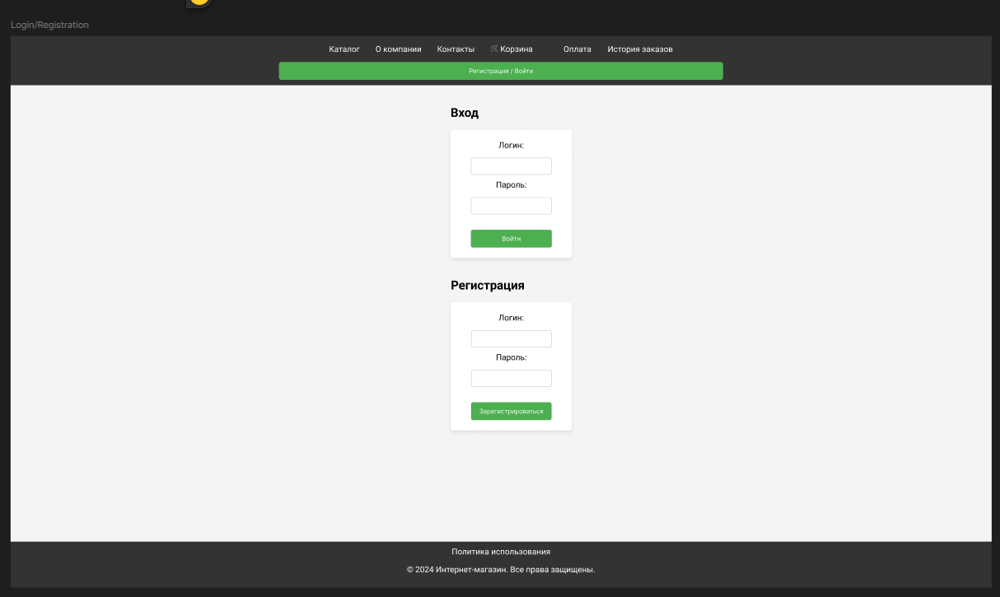 Login/Registration
Каталог О компании Контакты 🛒 Корзина Оплата История заказов
Регистрация / Войти
Вход
Логин:
Пароль:
Войти
Регистрация
Логин:
Пароль:
Зарегистрироваться
Политика использования
© 2024 Интернет-магазин. Все права защищены.